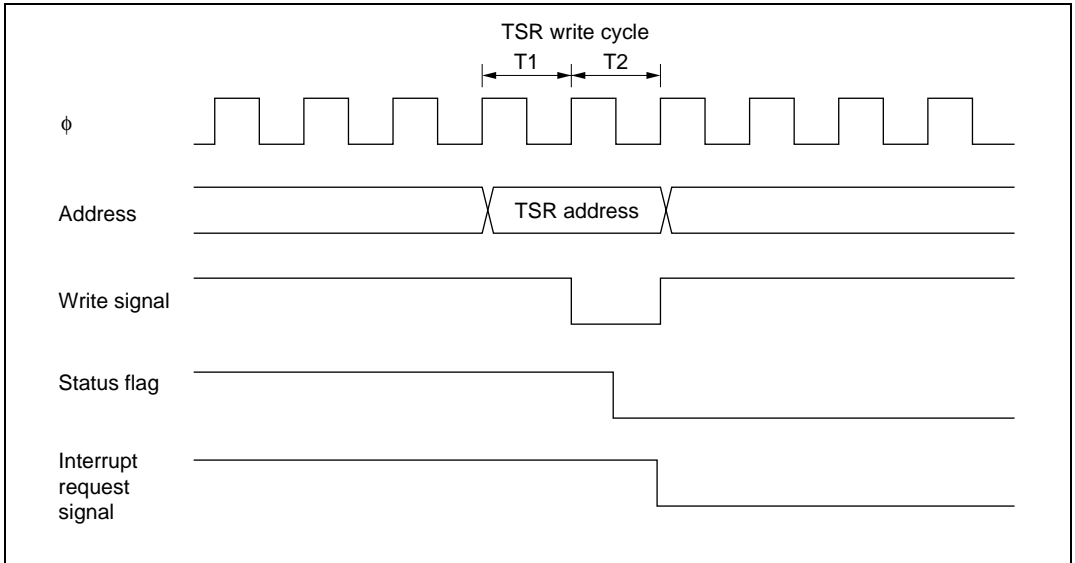 TSR write cycle
T1 T2
ϕ
Address
TSR address
Write signal
Status flag
Interrupt
request
signal